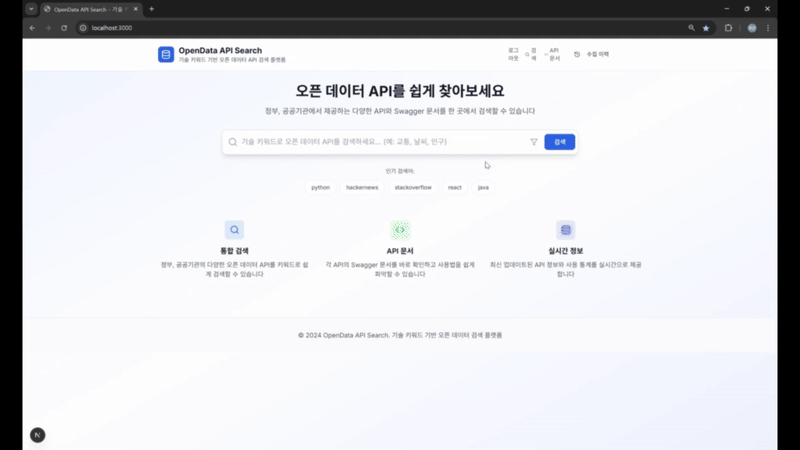 OpenData API Search - 기술 키
localhost:3000
OpenData API Search
기술 키워드 기반 오픈 데이터 API 검색 플랫폼
로그
아웃
검
색
API
문서
수집 이력
오픈 데이터 API를 쉽게 찾아보세요
정부, 공공기관에서 제공하는 다양한 API와 Swagger 문서를 한 곳에서 검색할 수 있습니다
기술 키워드로 오픈 데이터 API를 검색하세요... (예: 교통, 날씨, 인구)
검색
인기 검색어:
python
hackernews
stackoverflow
react
java
통합 검색
정부, 공공기관의 다양한 오픈 데이터 API를 키워드로 쉽
게 검색할 수 있습니다
API 문서
각 API의 Swagger 문서를 바로 확인하고 사용법을 쉽게
파악할 수 있습니다
실시간 정보
최신 업데이트된 API 정보와 사용 통계를 실시간으로 제공
합니다
© 2024 OpenData API Search. 기술 키워드 기반 오픈 데이터 검색 플랫폼
N